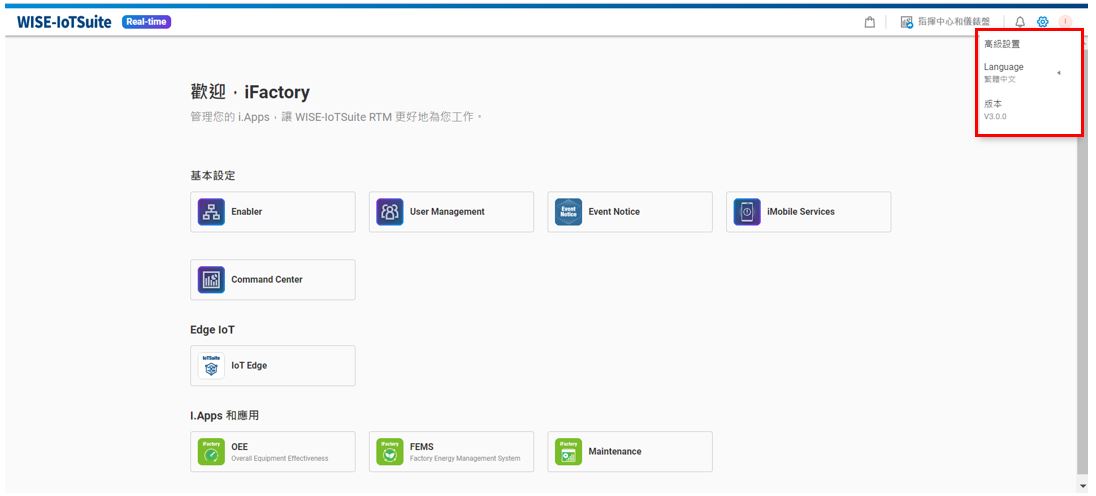 WISE-IoTSuite Real-time 指揮中心和儀錶盤 I
高級設置
Language
繁體中文
版本
V3.0.0
歡迎，iFactory
管理您的 i.Apps，讓 WISE-IoTSuite RTM 更好地為您工作。
基本設定
Enabler
User Management
Event Notice Event Notice
iMobile Services
Command Center
Edge IoT
IoTSuite IoT Edge
I.Apps 和應用
iFactory OEE
Overall Equipment Effectiveness
iFactory FEMS
Factory Energy Management System
iFactory Maintenance